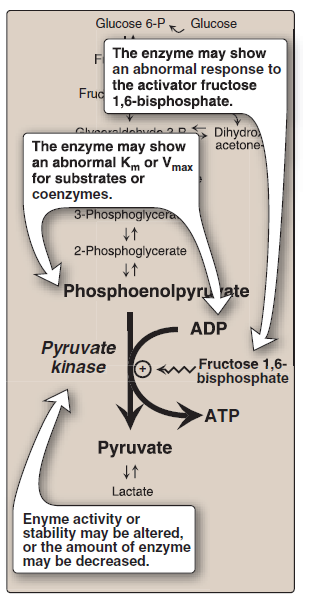 Glucose 6-P Glucose
The enzyme may show
an abnormal response to
the activator fructose
1,6-bisphosphate.
The enzyme may show
an abnormal Km or Vmax
for substrates or
coenzymes.
3-Phosphoglycera
2-Phosphoglycerate
Phosphoenolpyruvate
ADP
Pyruvate
kinase
+
Fructose 1,6-
bisphosphate
ATP
Pyruvate
Lactate
Enyme activity or
stability may be altered,
or the amount of enzyme
may be decreased.